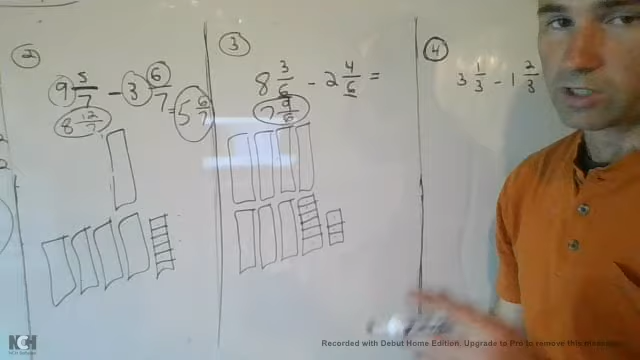 2
9 5/7 - 3 6/7 = 5 6/7
8 12/7
3
8 3/6 - 2 4/6 =
7 9/6
4
3 1/3 - 1 2/3
NCH
NCH Software
Recorded with Debut Home Edition. Upgrade to Pro to remove this message.